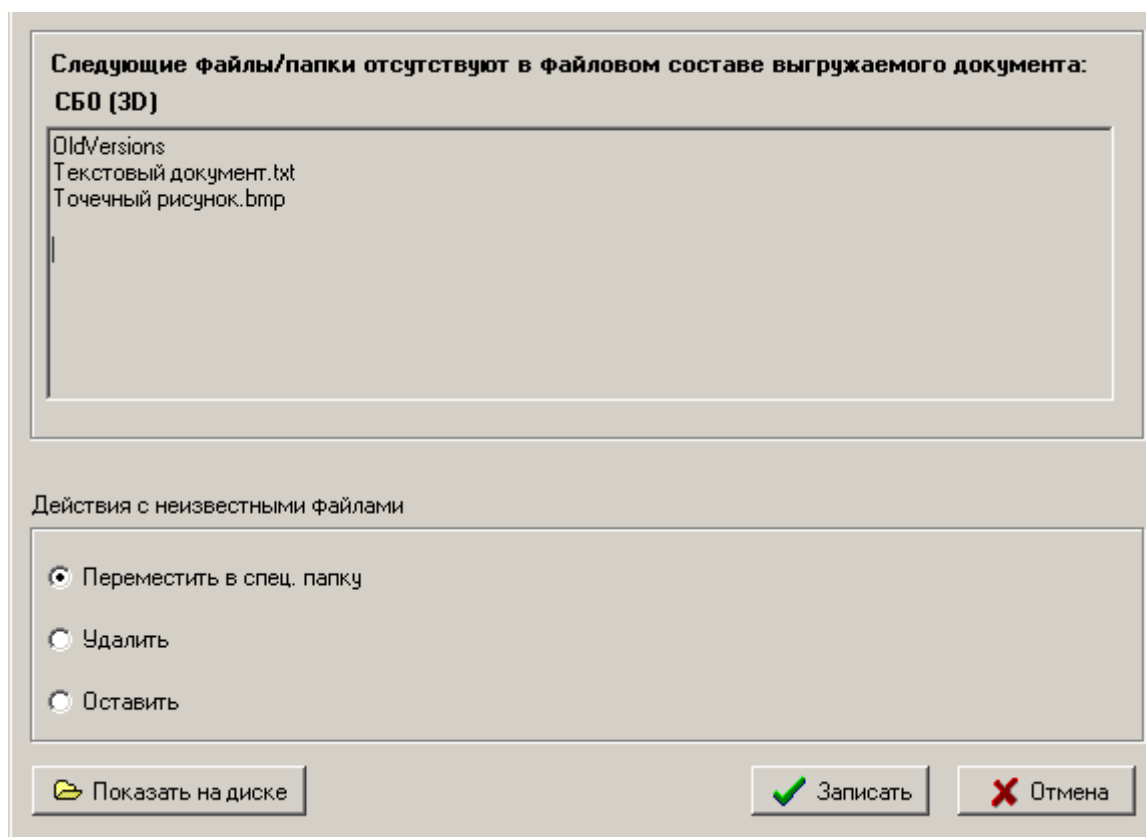 Следующие файлы/папки отсутствуют в файловом составе выгружаемого документа:
СБ0 (3D)
OldVersions
Текстовый документ.txt
Точечный рисунок.bmp
Действия с неизвестными файлами
Переместить в спец. папку
Удалить
Оставить
Показать на диске
Записать
Отмена